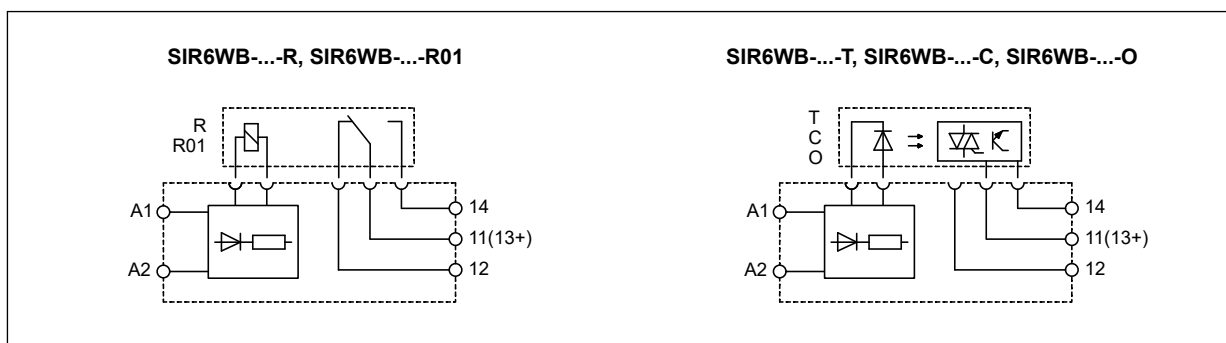 SIR6WB-...-R, SIR6WB-...-R01
R
R01
A1
A2
14
11(13+)
12
SIR6WB-...-T, SIR6WB-...-C, SIR6WB-...-O
T
C
O
A1
A2
14
11(13+)
12